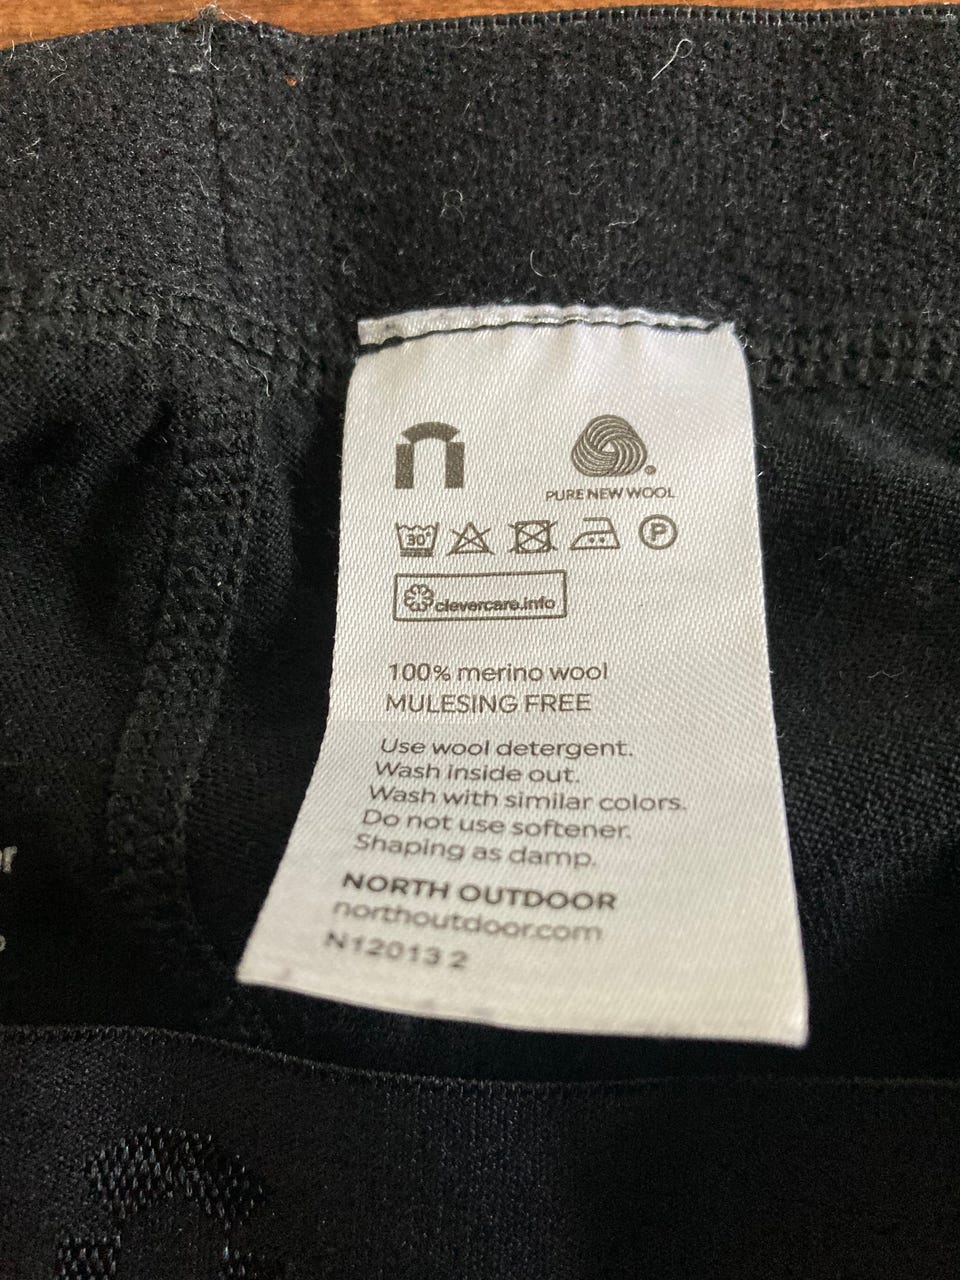 PURE NEW WOOL
30°
P
clevercare.info
100% merino wool
MULESING FREE
Use wool detergent.
Wash inside out.
Wash with similar colors.
Do not use softener.
Shaping as damp.
NORTH OUTDOOR
northoutdoor.com
N12013 2